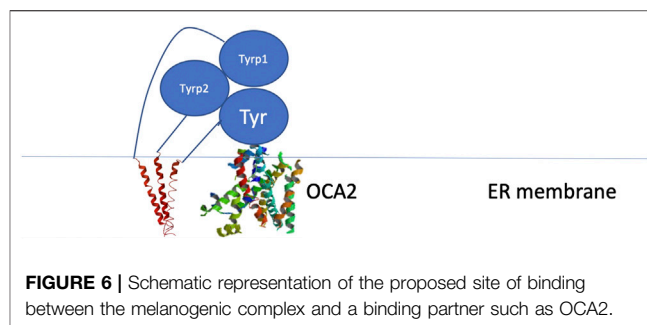 Tyrp1
Tyrp2
Tyr
OCA2 ER membrane
FIGURE 6 | Schematic representation of the proposed site of binding
between the melanogenic complex and a binding partner such as OCA2.